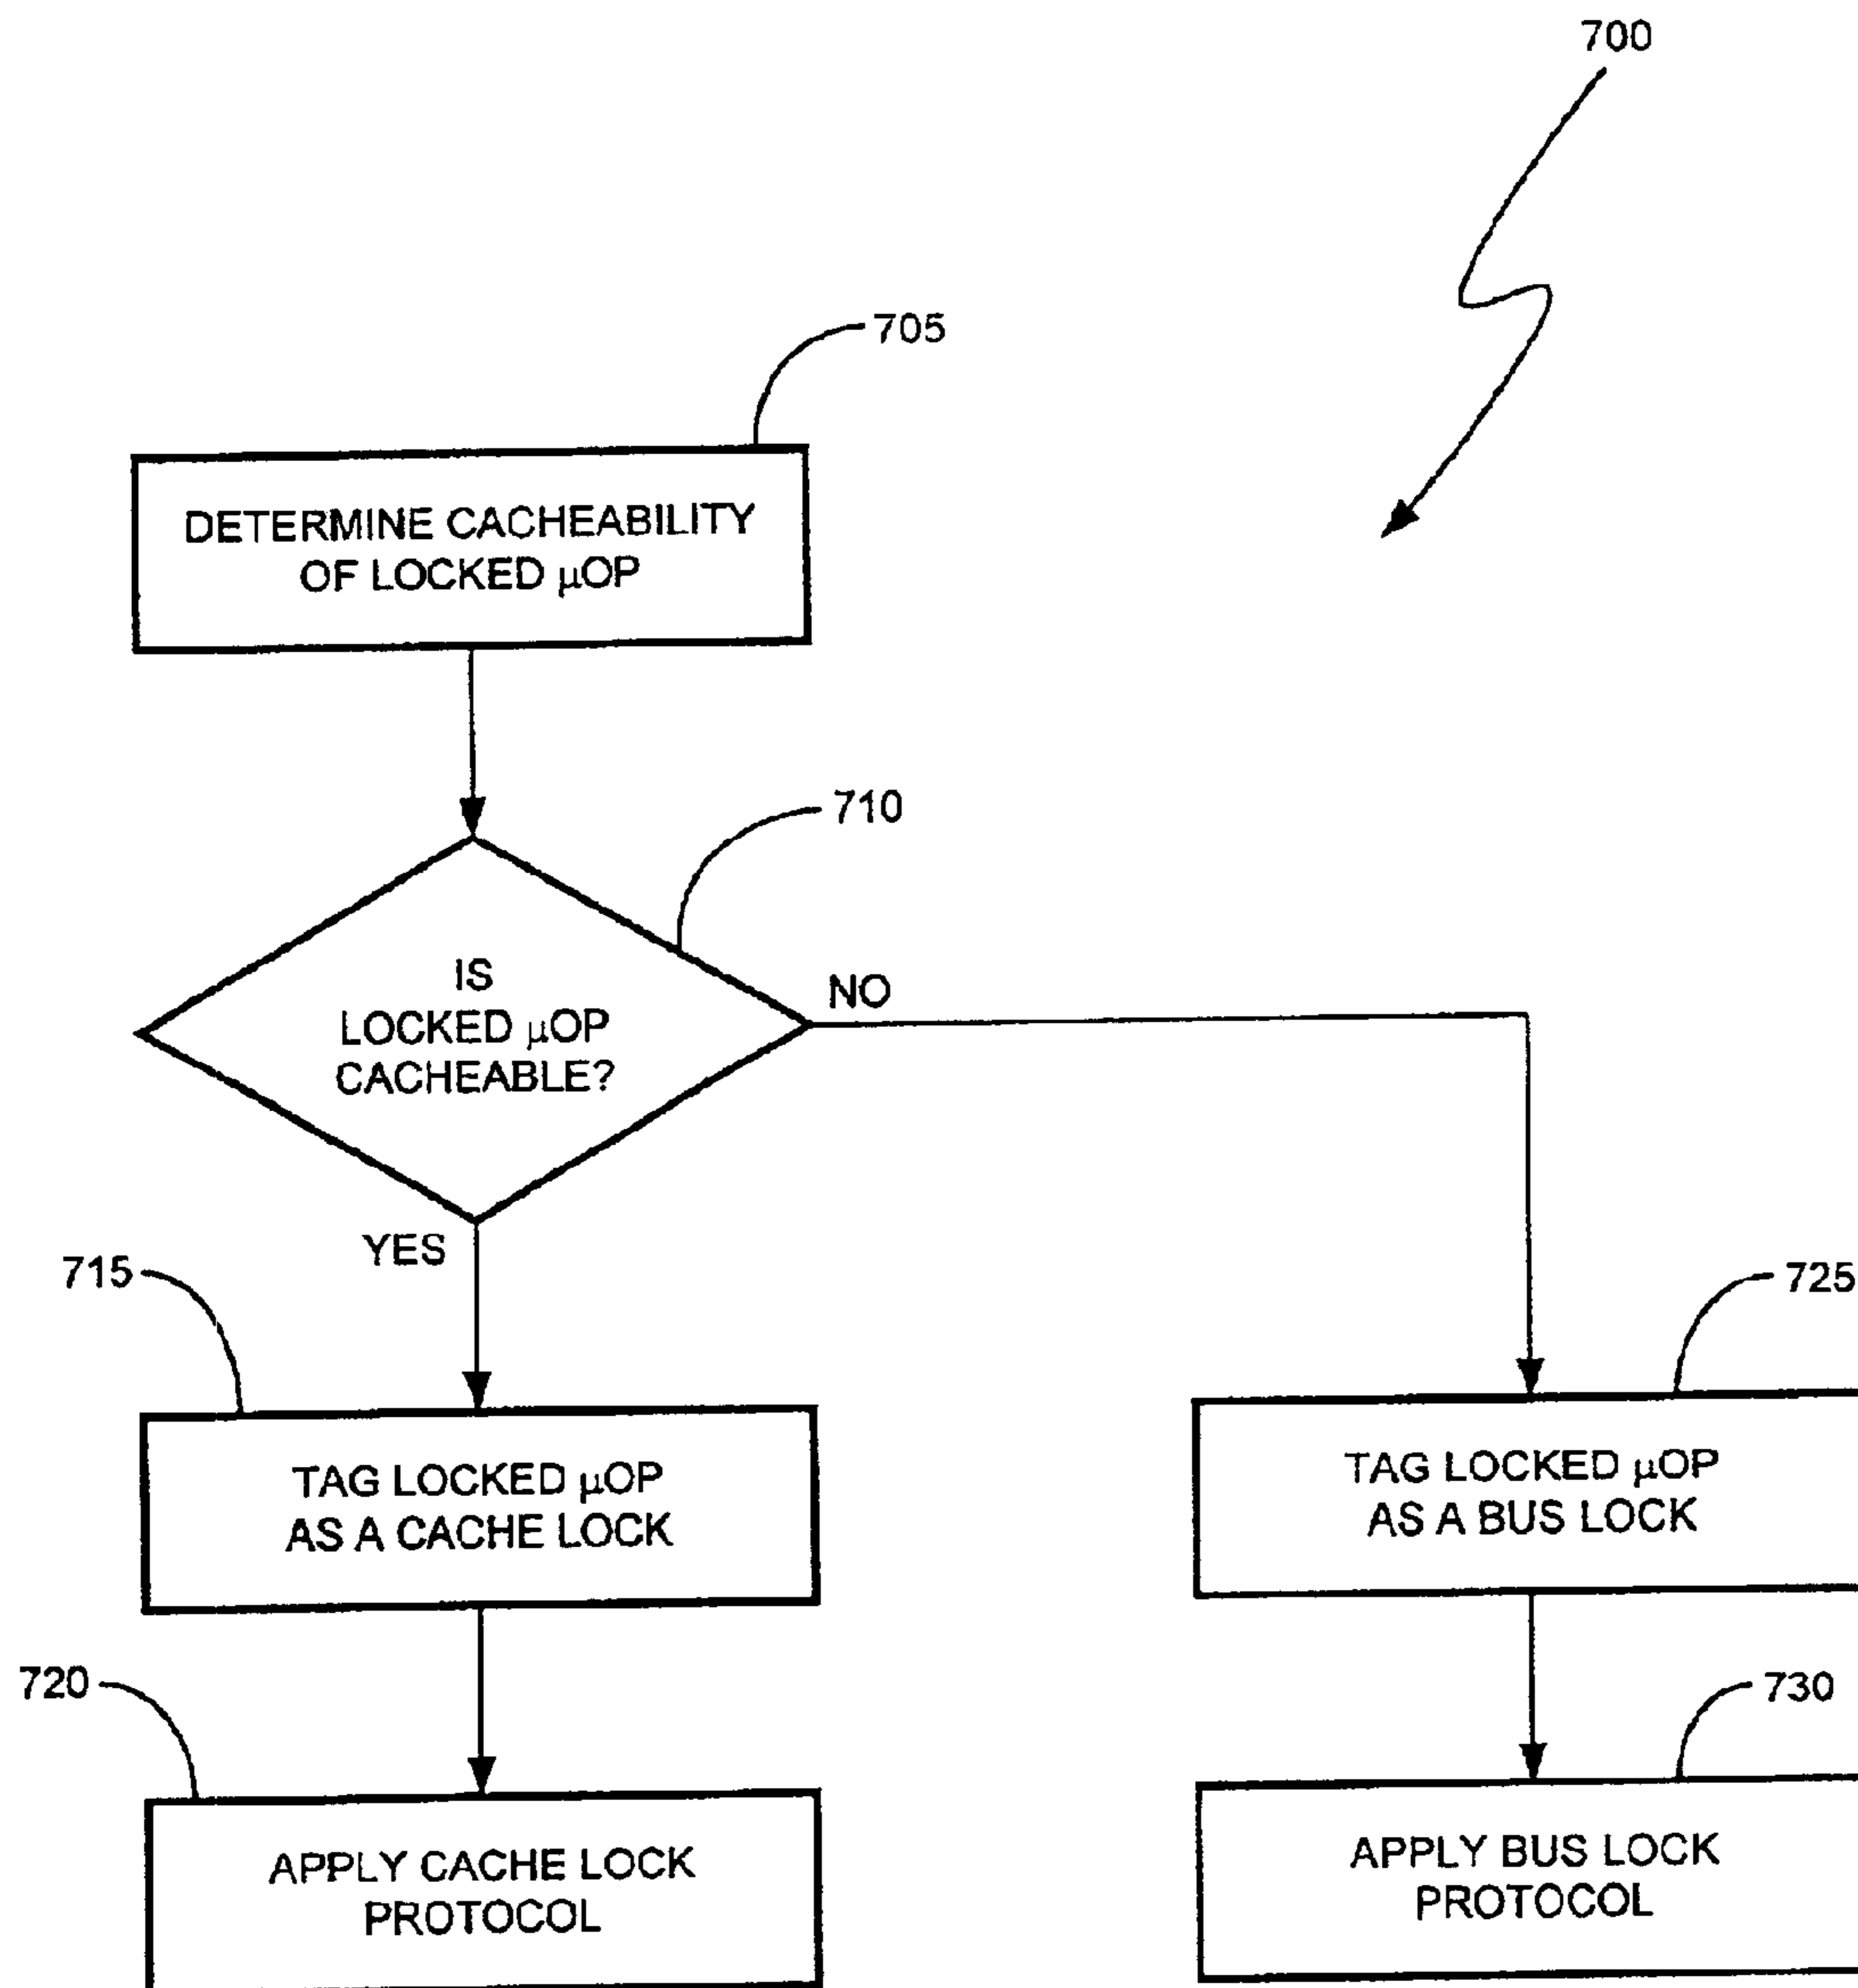 700
705
DETERMINE CACHEABILITY
OF LOCKED µOP
710
IS
LOCKED µOP
CACHEABLE?
NO
YES
715
TAG LOCKED µOP
AS A CACHE LOCK
725
TAG LOCKED µOP
AS A BUS LOCK
720
APPLY CACHE LOCK
PROTOCOL
730
APPLY BUS LOCK
PROTOCOL